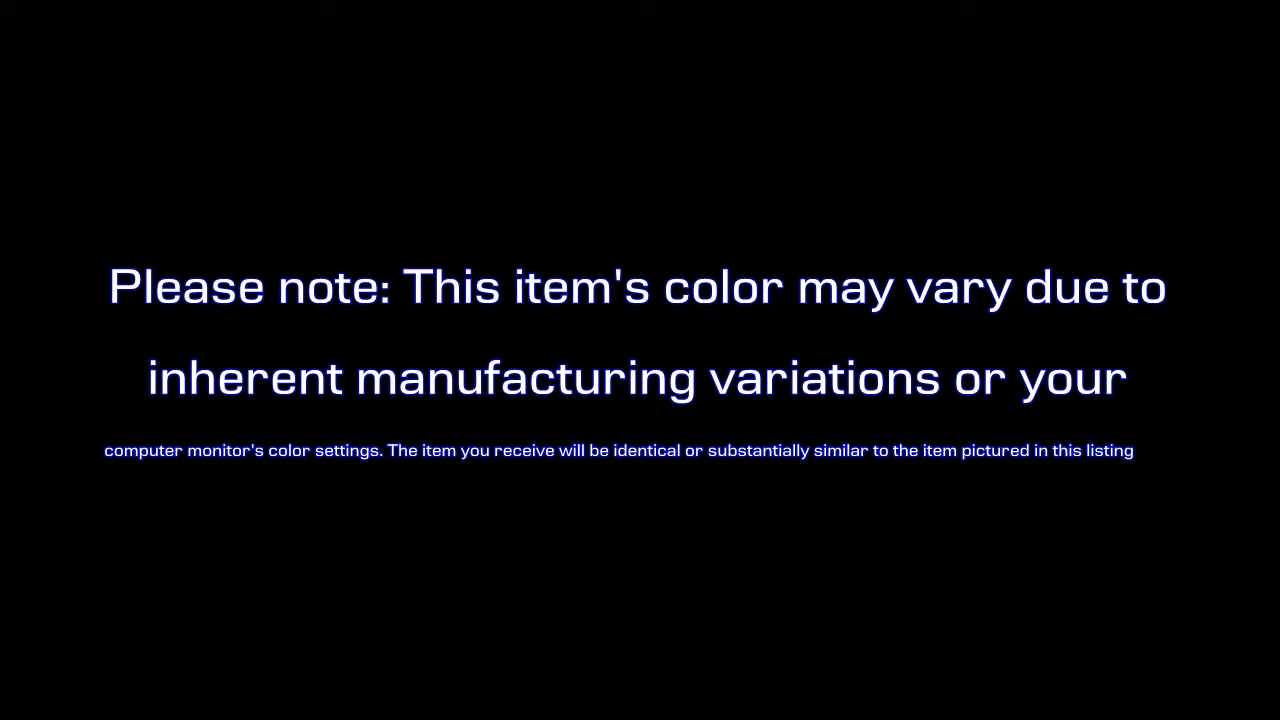 Please note: This item's color may vary due to
inherent manufacturing variations or your
computer monitor's color settings. The item you receive will be identical or substantially similar to the item pictured in this listing